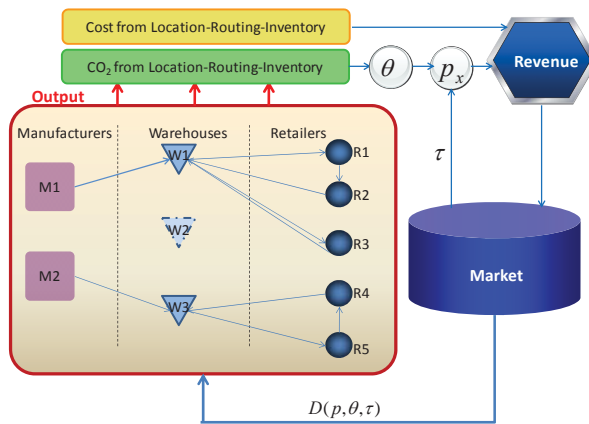 Cost from Location-Routing-Inventory
CO₂ from Location-Routing-Inventory
θ
pₓ
Revenue
Output
Manufacturers
Warehouses
Retailers
M1
M2
W1
W2
W3
R1
R2
R3
R4
R5
τ
Market
D(p,θ,τ)